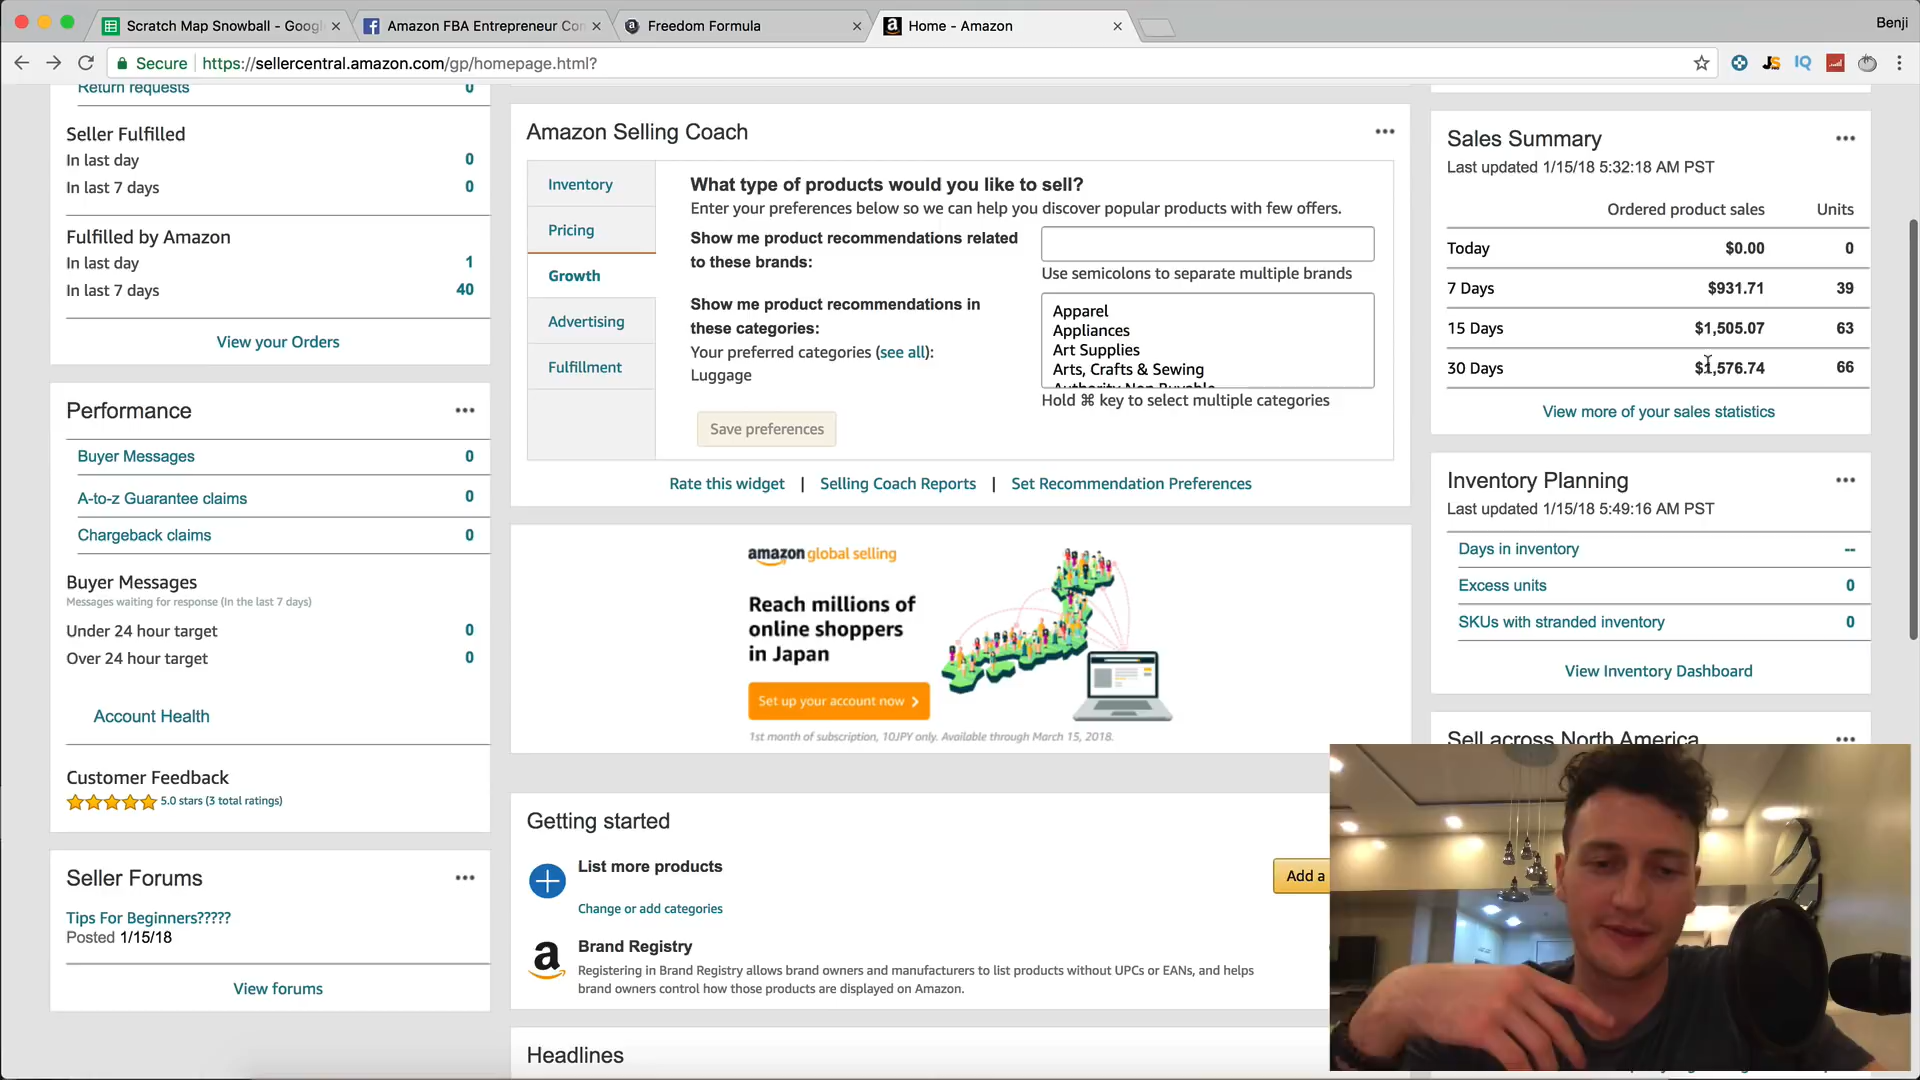 Scratch Map Snowball - Googl
Amazon FBA Entrepreneur Con
Freedom Formula
Home - Amazon
Benji
Secure
https://sellercentral.amazon.com/gp/homepage.html?
JS
IQ
Return requests 0
Seller Fulfilled
In last day 0
In last 7 days 0
Fulfilled by Amazon
In last day 1
In last 7 days 40
View your Orders
Performance
Buyer Messages 0
A-to-z Guarantee claims 0
Chargeback claims 0
Buyer Messages
Messages waiting for response (In the last 7 days)
Under 24 hour target 0
Over 24 hour target 0
Account Health
Customer Feedback
5.0 stars (3 total ratings)
Seller Forums
Tips For Beginners?????
Posted 1/15/18
View forums
Amazon Selling Coach
Inventory
Pricing
Growth
Advertising
Fulfillment
What type of products would you like to sell?
Enter your preferences below so we can help you discover popular products with few offers.
Show me product recommendations related
to these brands:
Use semicolons to separate multiple brands
Show me product recommendations in
these categories:
Your preferred categories (see all):
Luggage
Apparel
Appliances
Art Supplies
Arts, Crafts & Sewing
Authority Non Buyable
Hold ⌘ key to select multiple categories
Save preferences
Rate this widget | Selling Coach Reports | Set Recommendation Preferences
amazon global selling
Reach millions of
online shoppers
in Japan
Set up your account now
1st month of subscription, 10JPY only. Available through March 15, 2018.
Getting started
List more products
Add a
Change or add categories
Brand Registry
Registering in Brand Registry allows brand owners and manufacturers to list products without UPCs or EANs, and helps
brand owners control how those products are displayed on Amazon.
Headlines
Sales Summary
Last updated 1/15/18 5:32:18 AM PST
Ordered product sales Units
Today $0.00 0
7 Days $931.71 39
15 Days $1,505.07 63
30 Days $1,576.74 66
View more of your sales statistics
Inventory Planning
Last updated 1/15/18 5:49:16 AM PST
Days in inventory --
Excess units 0
SKUs with stranded inventory 0
View Inventory Dashboard
Sell across North America